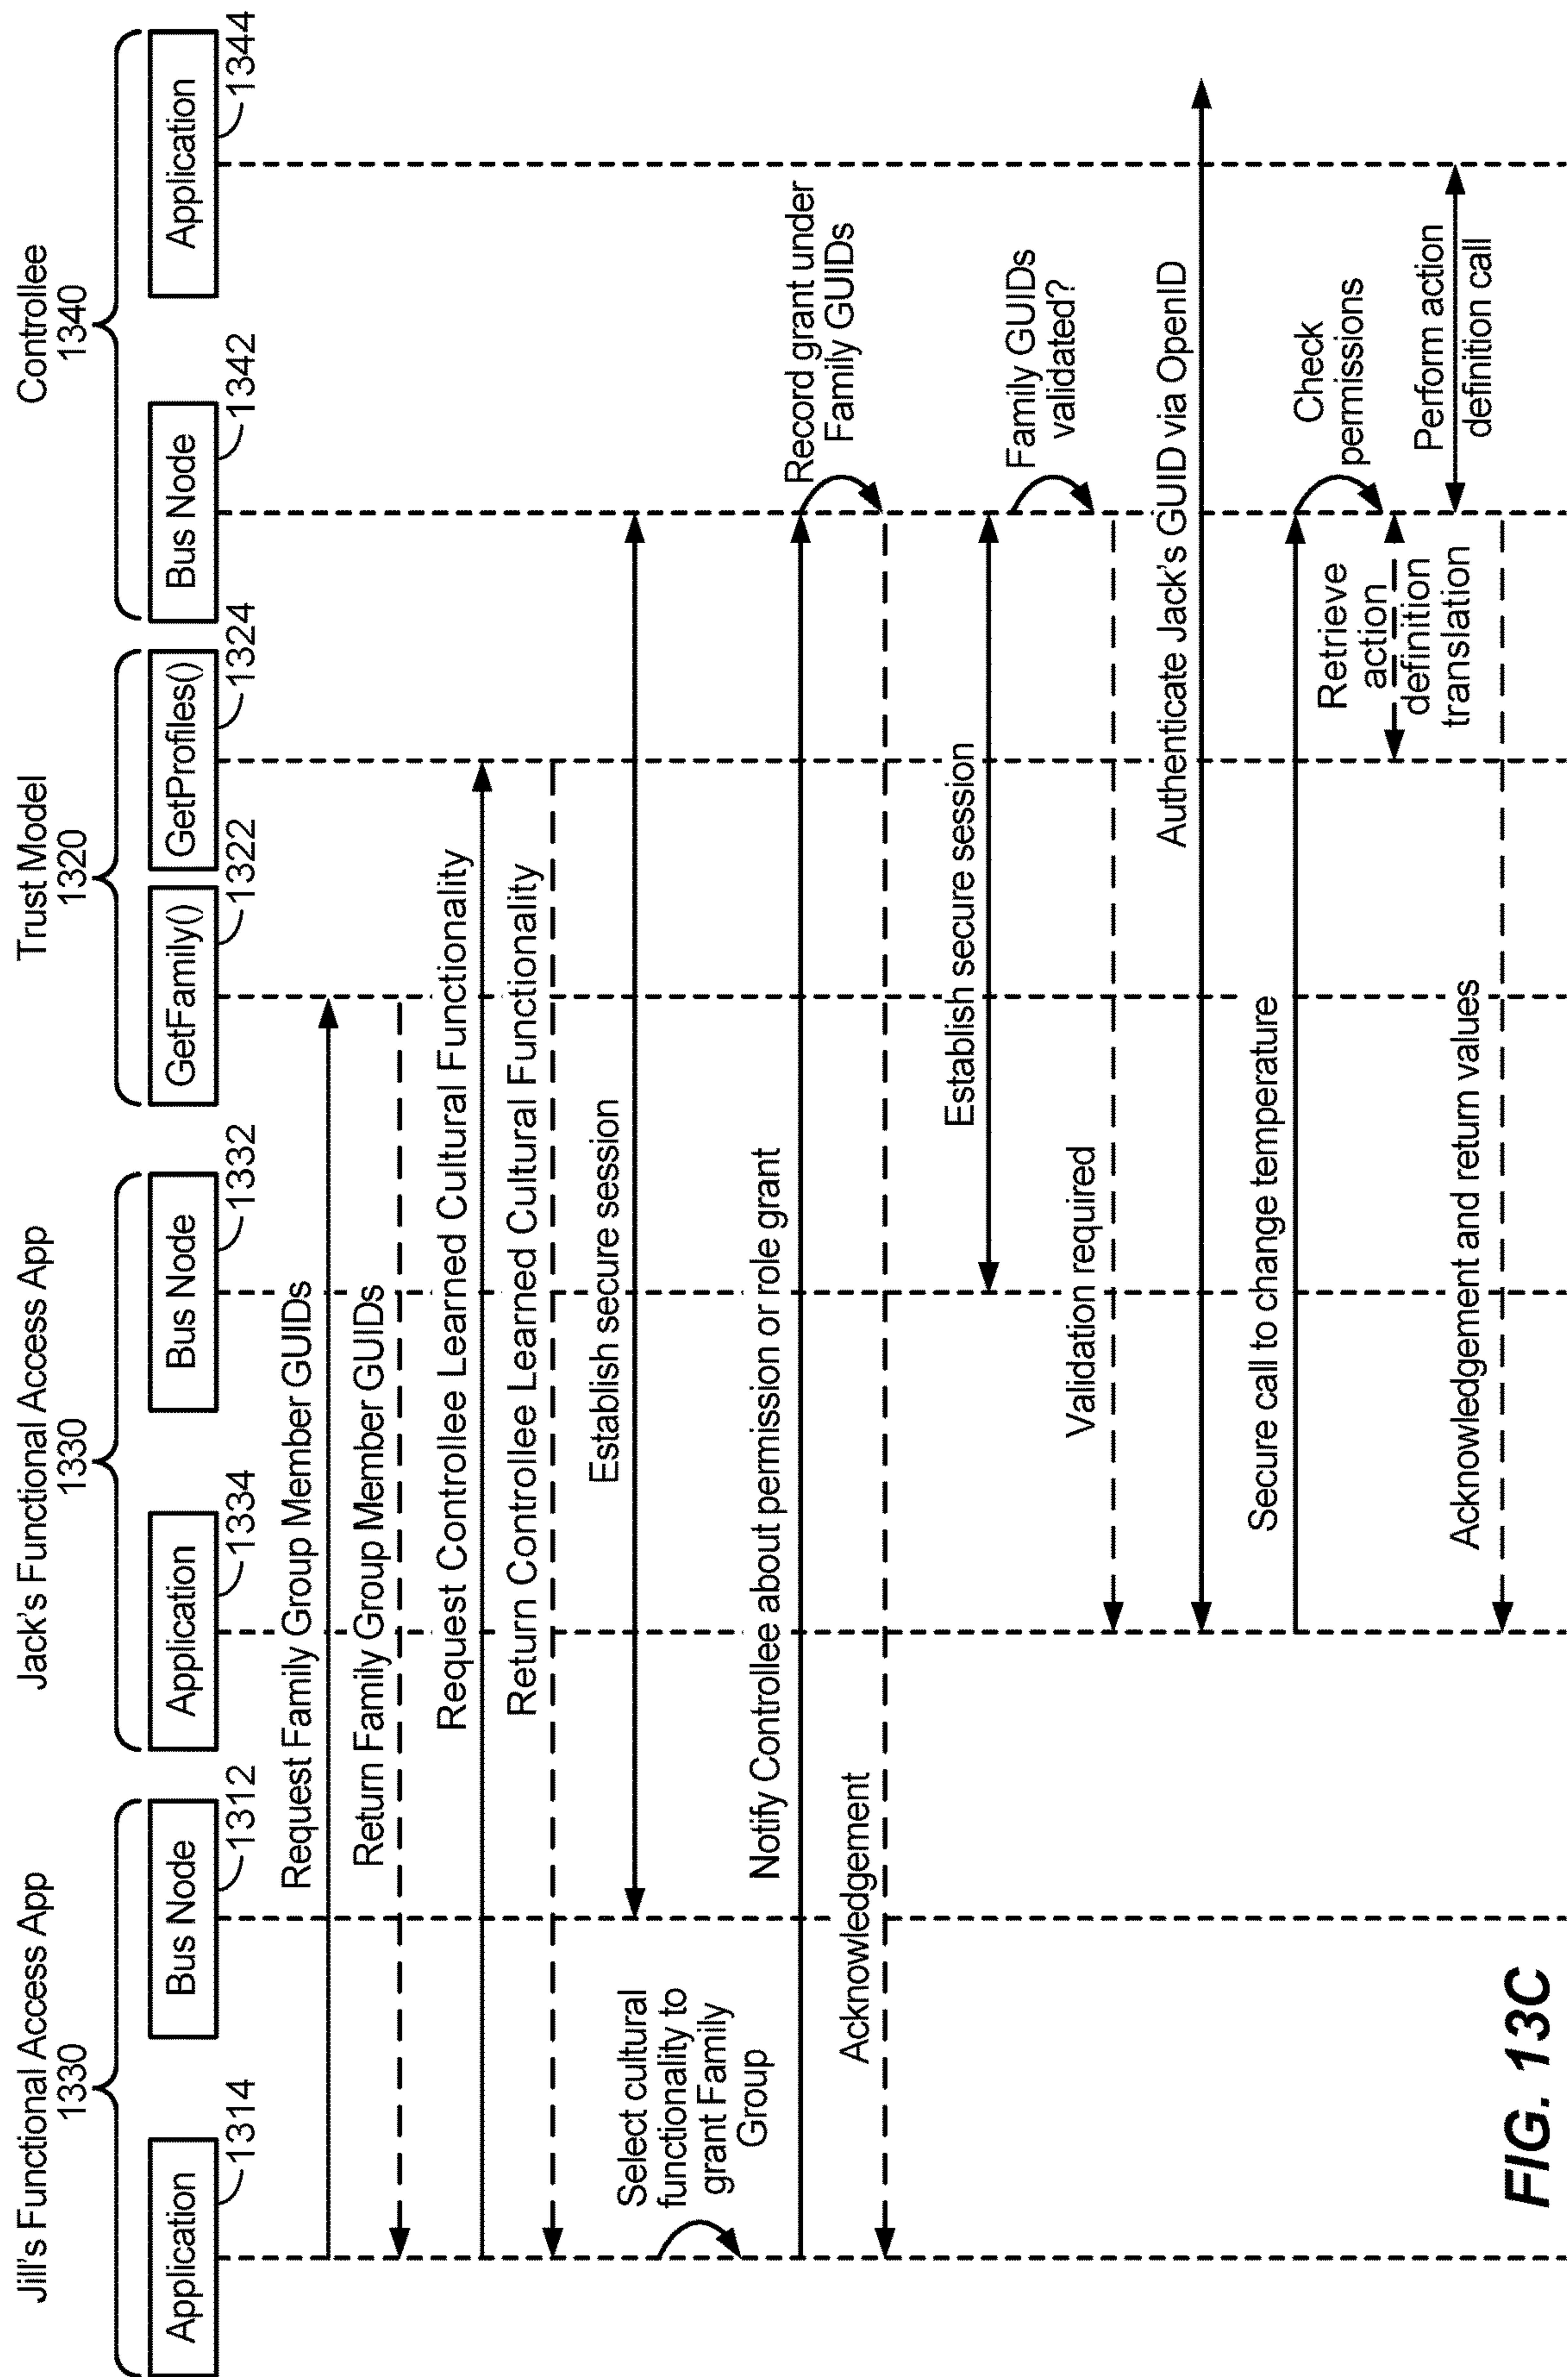 Jill's Functional Access App
1330
Jack's Functional Access App
1330
Trust Model
1320
Controllee
1340
Application
1314
Bus Node
1312
Application
1334
Bus Node
1332
GetFamily()
1322
GetProfiles()
1324
Bus Node
1342
Application
1344
Request Family Group Member GUIDs
Return Family Group Member GUIDs
Request Controllee Learned Cultural Functionality
Return Controllee Learned Cultural Functionality
Establish secure session
Select cultural
functionality to
grant Family
Group
Notify Controllee about permission or role grant
Record grant under
Family GUIDs
Acknowledgement
Establish secure session
Family GUIDs
validated?
Validation required
Authenticate Jack's GUID via OpenID
Secure call to change temperature
Check
permissions
Retrieve
action
definition
translation
Perform action
definition call
Acknowledgement and return values
FIG. 13C